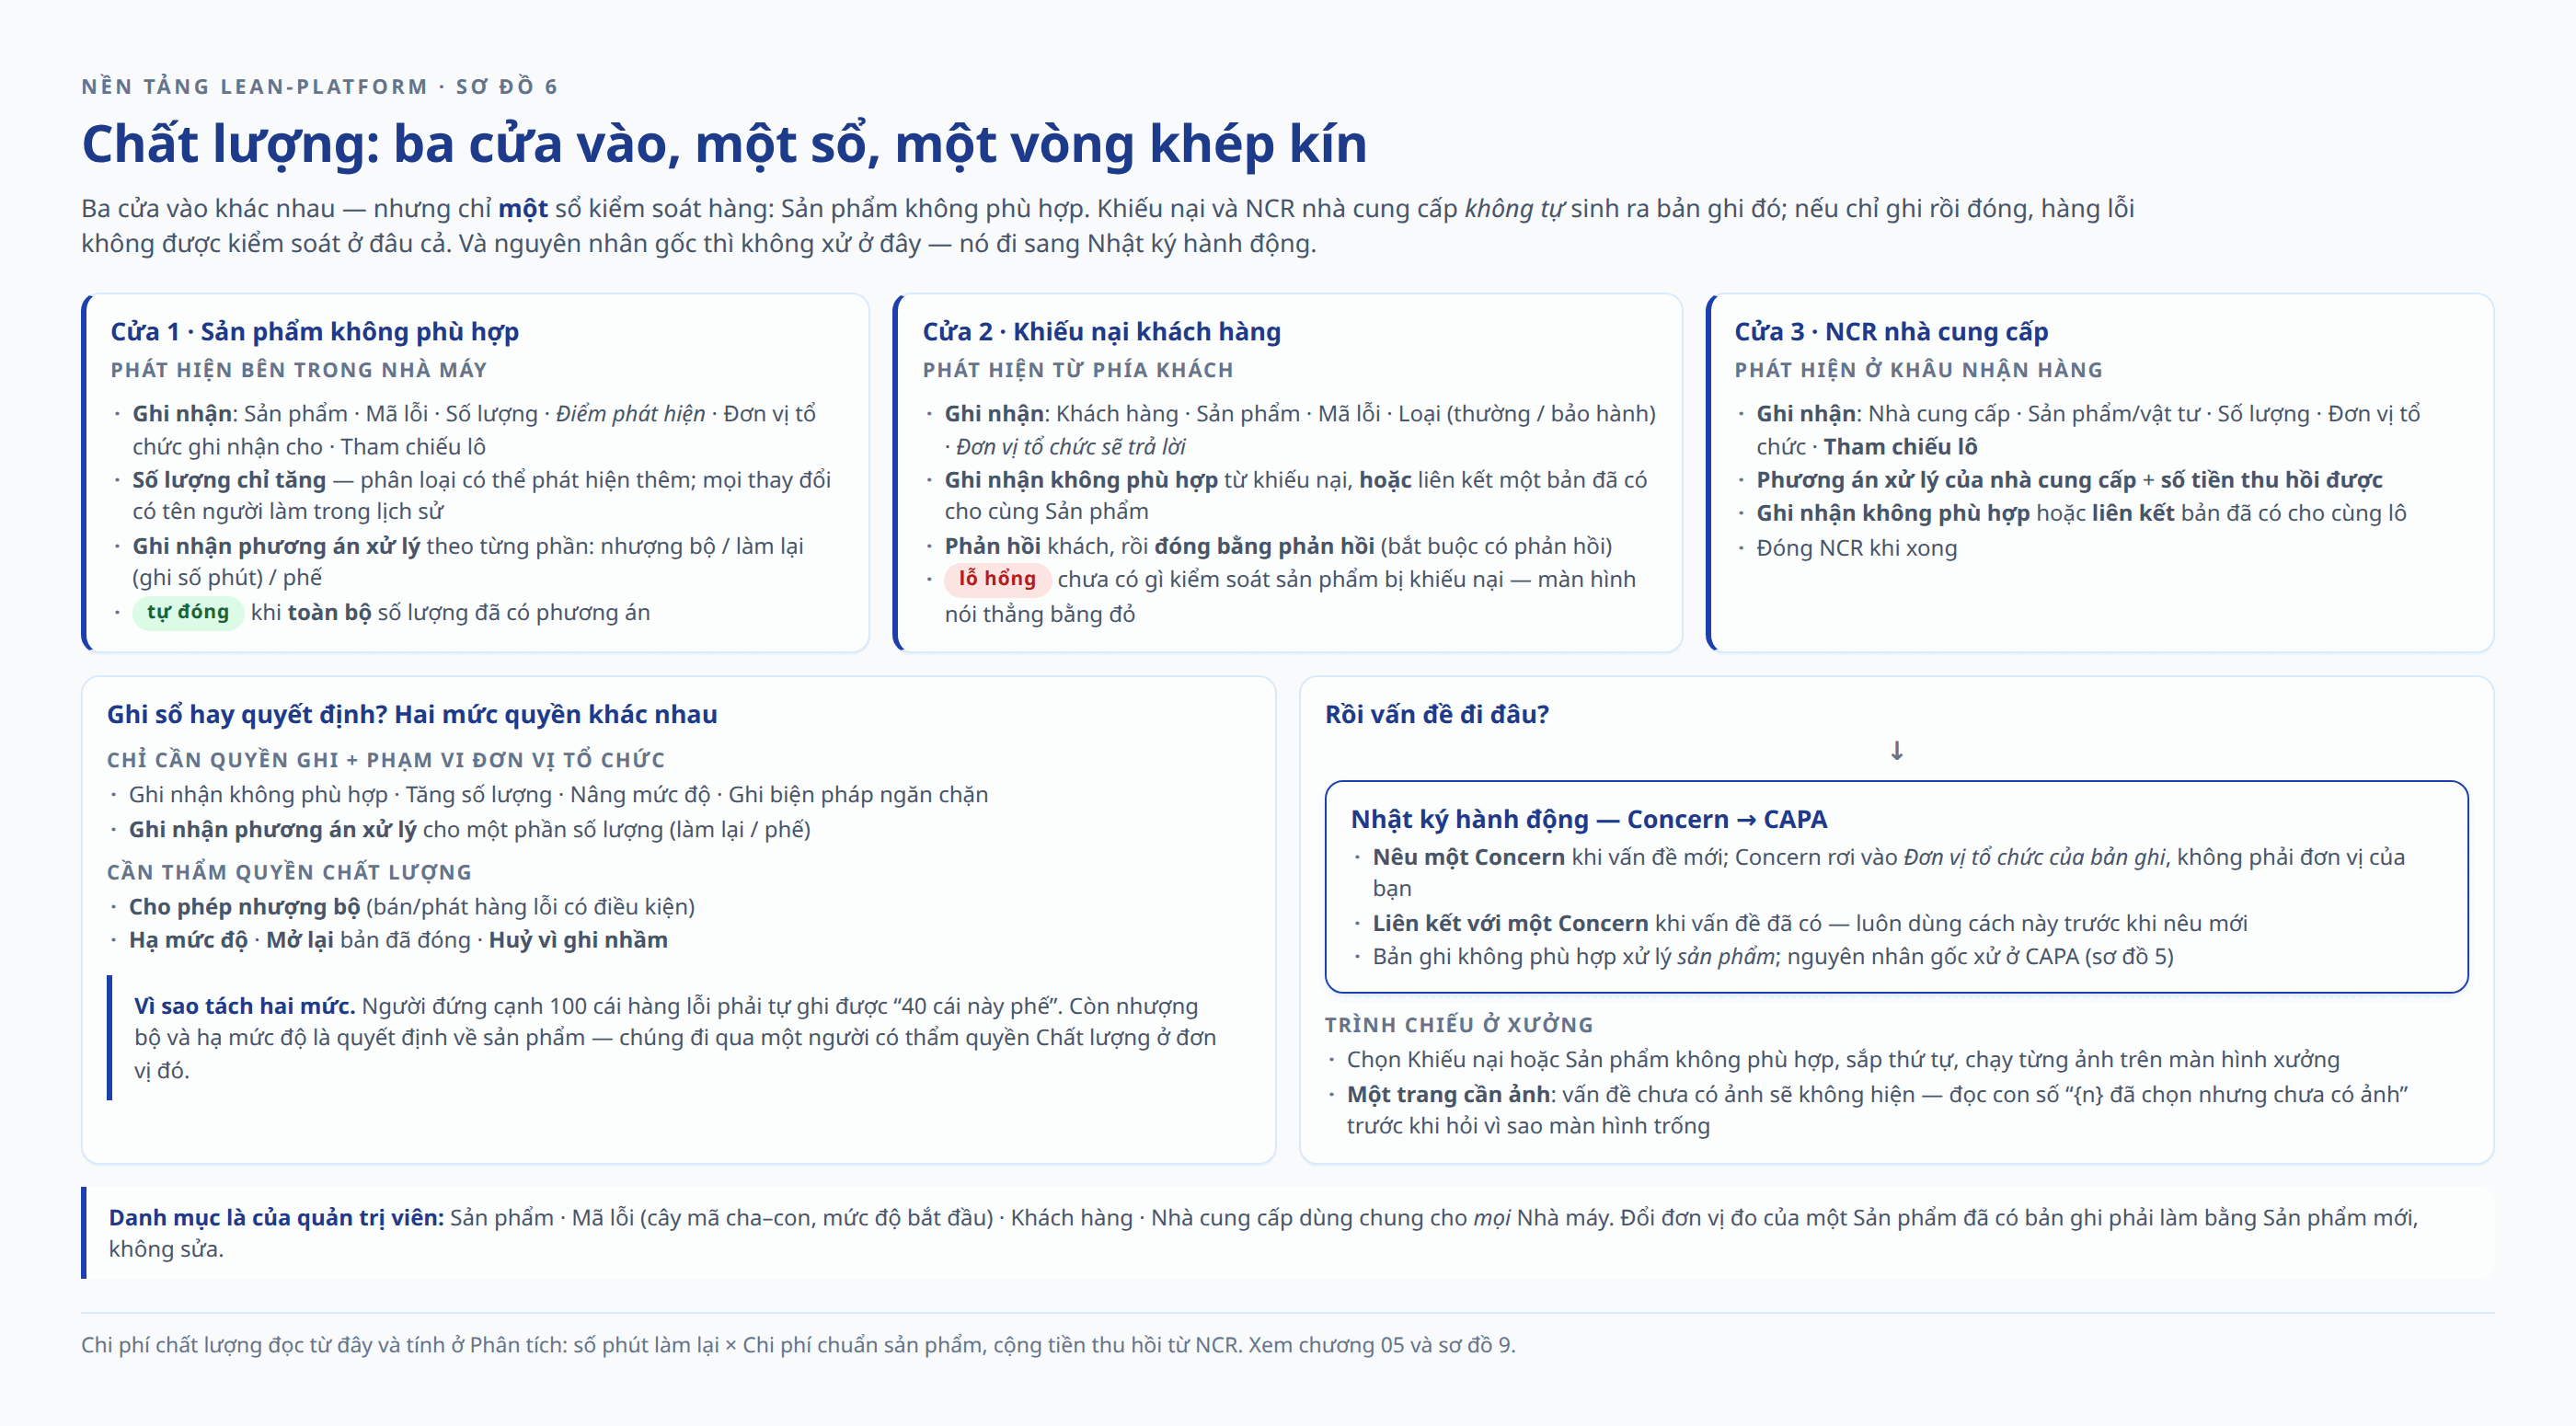 NỀN TẢNG LEAN-PLATFORM · SƠ ĐỒ 6
Chất lượng: ba cửa vào, một sổ, một vòng khép kín
Ba cửa vào khác nhau — nhưng chỉ một sổ kiểm soát hàng: Sản phẩm không phù hợp. Khiếu nại và NCR nhà cung cấp không tự sinh ra bản ghi đó; nếu chỉ ghi rồi đóng, hàng lỗi
không được kiểm soát ở đâu cả. Và nguyên nhân gốc thì không xử ở đây — nó đi sang Nhật ký hành động.
Cửa 1 · Sản phẩm không phù hợp
PHÁT HIỆN BÊN TRONG NHÀ MÁY
· Ghi nhận: Sản phẩm · Mã lỗi · Số lượng · Điểm phát hiện · Đơn vị tổ
chức ghi nhận cho · Tham chiếu lô
· Số lượng chỉ tăng — phân loại có thể phát hiện thêm; mọi thay đổi
có tên người làm trong lịch sử
· Ghi nhận phương án xử lý theo từng phần: nhượng bộ / làm lại
(ghi số phút) / phế
· tự đóng khi toàn bộ số lượng đã có phương án
Cửa 2 · Khiếu nại khách hàng
PHÁT HIỆN TỪ PHÍA KHÁCH
· Ghi nhận: Khách hàng · Sản phẩm · Mã lỗi · Loại (thường / bảo hành)
· Đơn vị tổ chức sẽ trả lời
· Ghi nhận không phù hợp từ khiếu nại, hoặc liên kết một bản đã có
cho cùng Sản phẩm
· Phản hồi khách, rồi đóng bằng phản hồi (bắt buộc có phản hồi)
· lỗ hổng chưa có gì kiểm soát sản phẩm bị khiếu nại — màn hình
nói thẳng bằng đỏ
Cửa 3 · NCR nhà cung cấp
PHÁT HIỆN Ở KHÂU NHẬN HÀNG
· Ghi nhận: Nhà cung cấp · Sản phẩm/vật tư · Số lượng · Đơn vị tổ
chức · Tham chiếu lô
· Phương án xử lý của nhà cung cấp + số tiền thu hồi được
· Ghi nhận không phù hợp hoặc liên kết bản đã có cho cùng lô
· Đóng NCR khi xong
Ghi sổ hay quyết định? Hai mức quyền khác nhau
CHỈ CẦN QUYỀN GHI + PHẠM VI ĐƠN VỊ TỔ CHỨC
· Ghi nhận không phù hợp · Tăng số lượng · Nâng mức độ · Ghi biện pháp ngăn chặn
· Ghi nhận phương án xử lý cho một phần số lượng (làm lại / phế)
CẦN THẨM QUYỀN CHẤT LƯỢNG
· Cho phép nhượng bộ (bán/phát hàng lỗi có điều kiện)
· Hạ mức độ · Mở lại bản đã đóng · Huỷ vì ghi nhầm
Vì sao tách hai mức. Người đứng cạnh 100 cái hàng lỗi phải tự ghi được “40 cái này phế”. Còn nhượng
bộ và hạ mức độ là quyết định về sản phẩm — chúng đi qua một người có thẩm quyền Chất lượng ở đơn
vị đó.
Rồi vấn đề đi đâu?
↓
Nhật ký hành động — Concern → CAPA
· Nêu một Concern khi vấn đề mới; Concern rơi vào Đơn vị tổ chức của bản ghi, không phải đơn vị của
bạn
· Liên kết với một Concern khi vấn đề đã có — luôn dùng cách này trước khi nêu mới
· Bản ghi không phù hợp xử lý sản phẩm; nguyên nhân gốc xử ở CAPA (sơ đồ 5)
TRÌNH CHIẾU Ở XƯỞNG
· Chọn Khiếu nại hoặc Sản phẩm không phù hợp, sắp thứ tự, chạy từng ảnh trên màn hình xưởng
· Một trang cần ảnh: vấn đề chưa có ảnh sẽ không hiện — đọc con số “{n} đã chọn nhưng chưa có ảnh”
trước khi hỏi vì sao màn hình trống
Danh mục là của quản trị viên: Sản phẩm · Mã lỗi (cây mã cha–con, mức độ bắt đầu) · Khách hàng · Nhà cung cấp dùng chung cho mọi Nhà máy. Đổi đơn vị đo của một Sản phẩm đã có bản ghi phải làm bằng Sản phẩm mới,
không sửa.
Chi phí chất lượng đọc từ đây và tính ở Phân tích: số phút làm lại × Chi phí chuẩn sản phẩm, cộng tiền thu hồi từ NCR. Xem chương 05 và sơ đồ 9.